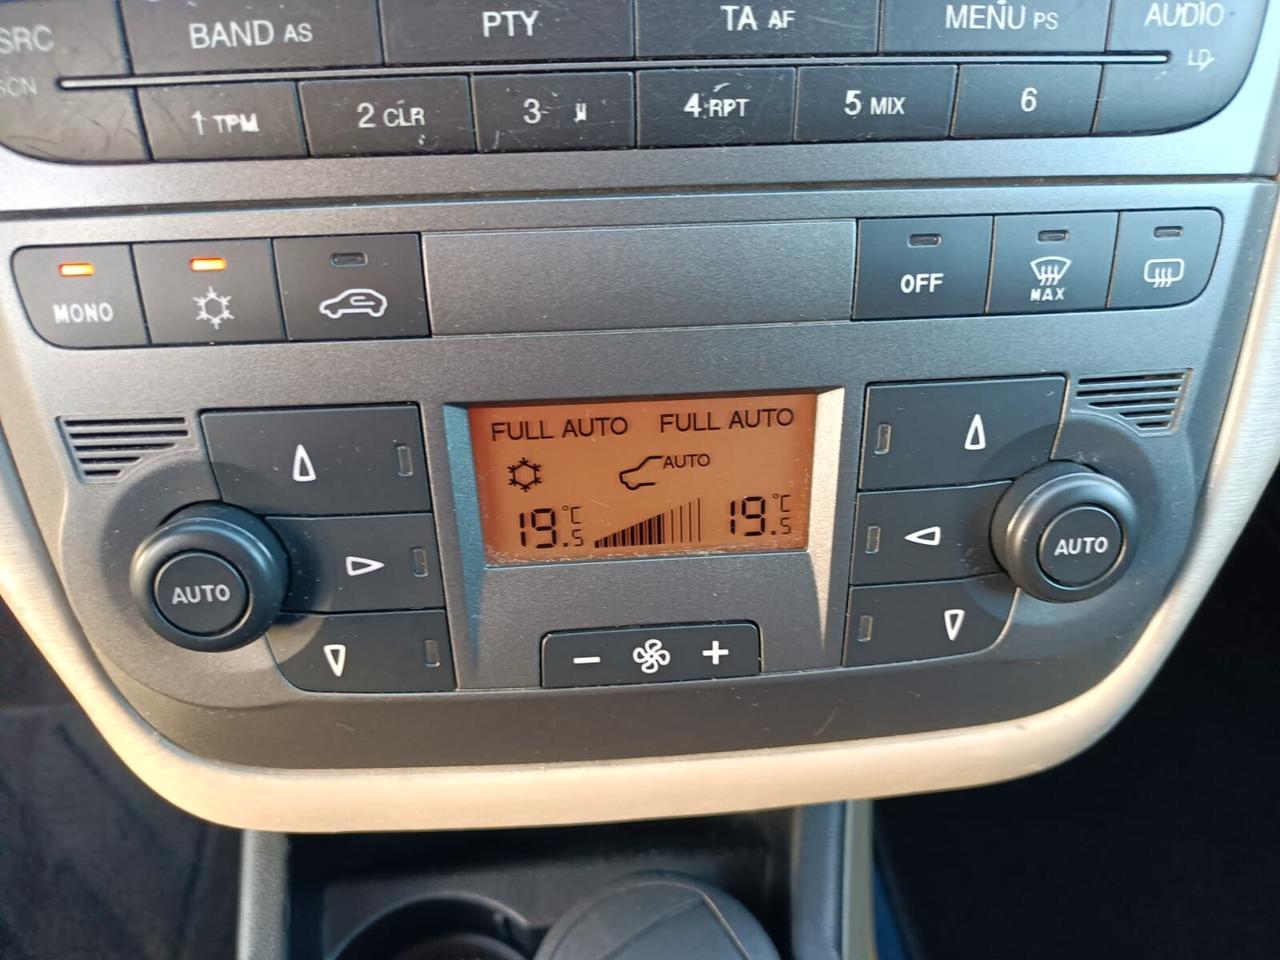 SRC BAND AS PTY TA AF MENU PS AUDIO
SCN LD
1 TPM 2 CLR 3 4 RPT 5 MIX 6
MONO OFF MAX
FULL AUTO FULL AUTO
AUTO
19.5 °C 19.5 °C
AUTO AUTO
- +